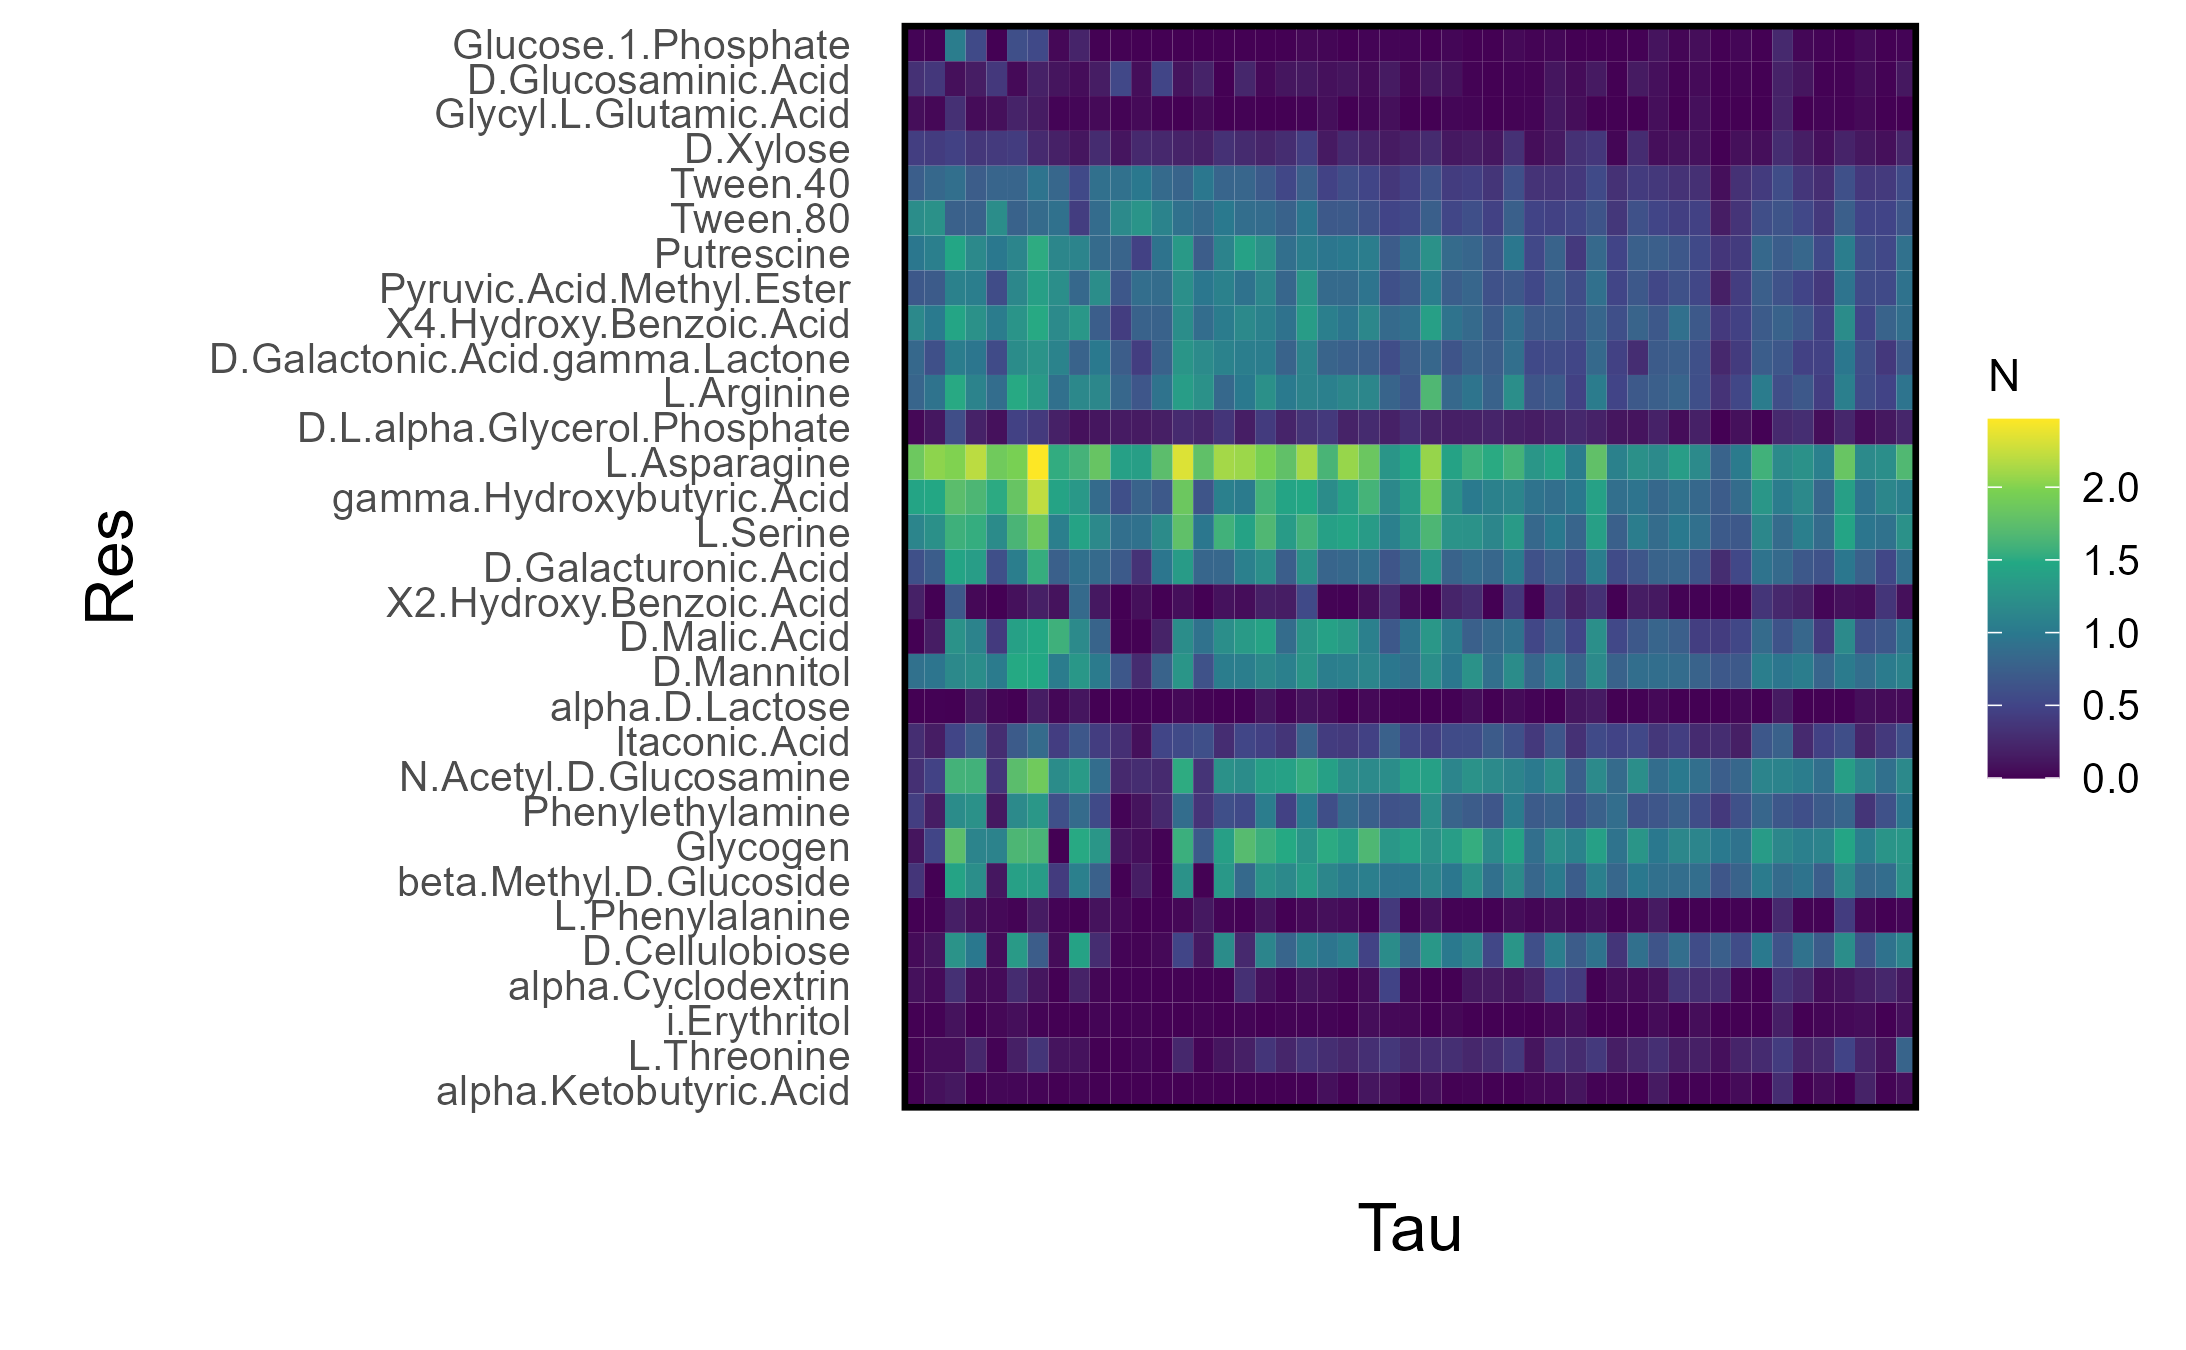 Glucose.1.Phosphate
D.Glucosaminic.Acid
Glycyl.L.Glutamic.Acid
D.Xylose
Tween.40
Tween.80
Putrescine
Pyruvic.Acid.Methyl.Ester
X4.Hydroxy.Benzoic.Acid
D.Galactonic.Acid.gamma.Lactone
L.Arginine
D.L.alpha.Glycerol.Phosphate
L.Asparagine
gamma.Hydroxybutyric.Acid
L.Serine
D.Galacturonic.Acid
X2.Hydroxy.Benzoic.Acid
D.Malic.Acid
D.Mannitol
alpha.D.Lactose
Itaconic.Acid
N.Acetyl.D.Glucosamine
Phenylethylamine
Glycogen
beta.Methyl.D.Glucoside
L.Phenylalanine
D.Cellulobiose
alpha.Cyclodextrin
i.Erythritol
L.Threonine
alpha.Ketobutyric.Acid
Res
Tau
N
2.0
1.5
1.0
0.5
0.0